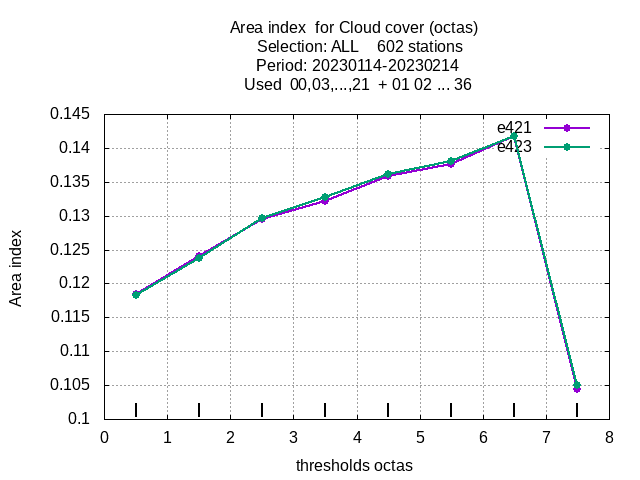 Area index  for Cloud cover (octas)
Selection: ALL    602 stations
Period: 20230114-20230214
Used  00,03,...,21  + 01 02 ... 36
0.145
0.14
0.135
0.13
0.125
0.12
0.115
0.11
0.105
0.1
Area index
e421
e423
0 1 2 3 4 5 6 7 8
thresholds octas